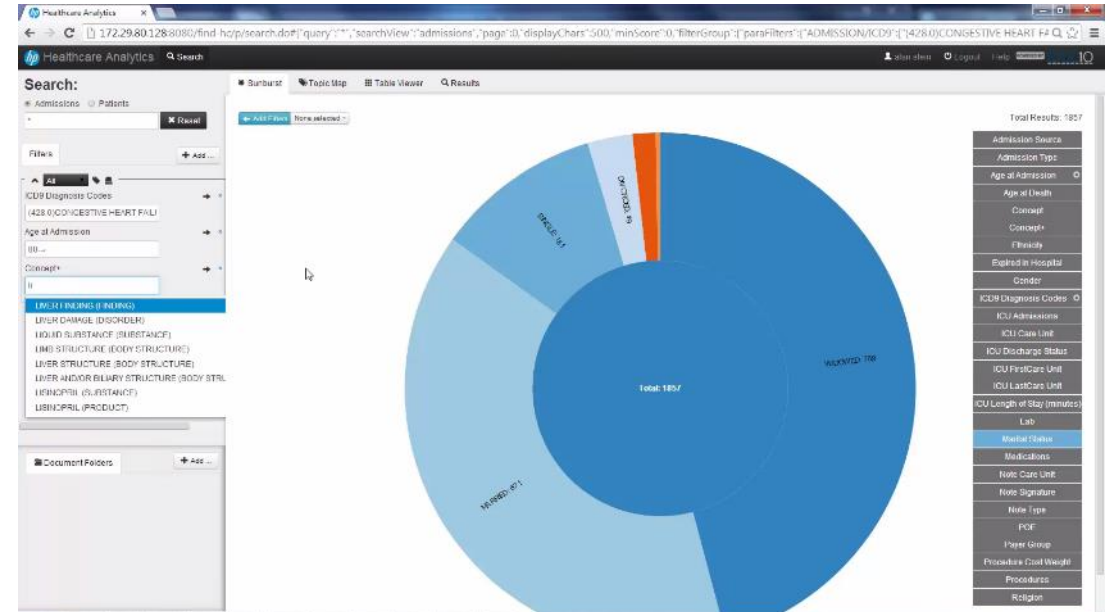 Healthcare Analytics
172.29.80.128:8080/find-hc/p/search.do#{"query":"*","searchView":"admissions","page":0,"displayChars":500,"minScore":0,"filterGroup":{"paraFilters":{"ADMISSION/ICD9":["(428.0)CONGESTIVE HEART FA
hp Healthcare Analytics Search Logout Help
Search:
Admissions Patients
* Reset
Filters + Add ...
All
ICD9 Diagnosis Codes
(428.0)CONGESTIVE HEART FAIL
Age at Admission
Concept+
li
LIVER FINDING (FINDING)
LIVER DAMAGE (DISORDER)
LIQUID SUBSTANCE (SUBSTANCE)
LIMB STRUCTURE (BODY STRUCTURE)
LIVER STRUCTURE (BODY STRUCTURE)
LIVER AND/OR BILIARY STRUCTURE (BODY STRU
LISINOPRIL (SUBSTANCE)
LISINOPRIL (PRODUCT)
Document Folders + Add ...
Sunburst Topic Map Table Viewer Results
Add Filters None selected
Total Results: 1857
Total: 1857
Admission Source
Admission Type
Age at Admission
Age at Death
Concept
Concept+
Ethnicity
Expired in Hospital
Gender
ICD9 Diagnosis Codes
ICU Admissions
ICU Care Unit
ICU Discharge Status
ICU FirstCare Unit
ICU LastCare Unit
ICU Length of Stay (minutes)
Lab
Marital Status
Medications
Note Care Unit
Note Signature
Note Type
POE
Payer Group
Procedure Cost Weight
Procedures
Religion